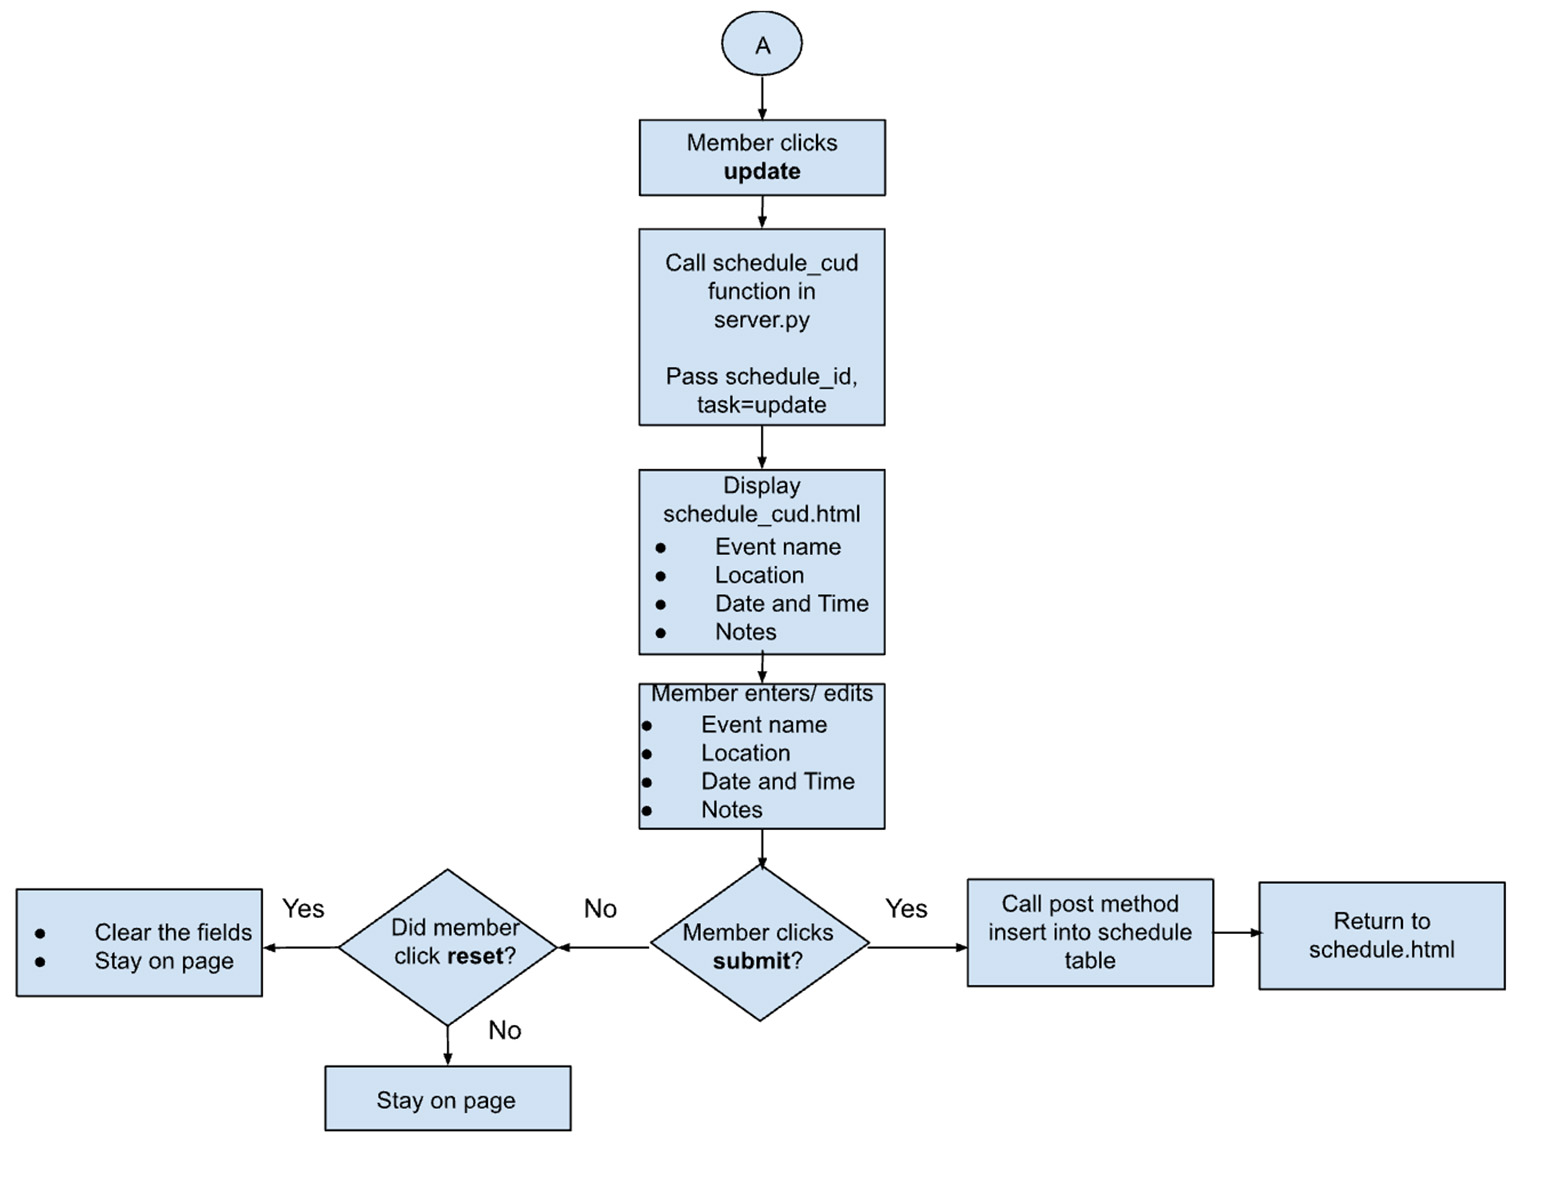 A
Member clicks
update
Call schedule_cud
function in
server.py
Pass schedule_id,
task=update
Display
schedule_cud.html
● Event name
● Location
● Date and Time
● Notes
Member enters/ edits
● Event name
● Location
● Date and Time
● Notes
Member clicks
submit?
Yes
Call post method
insert into schedule
table
Return to
schedule.html
No
Did member
click reset?
Yes
● Clear the fields
● Stay on page
No
Stay on page